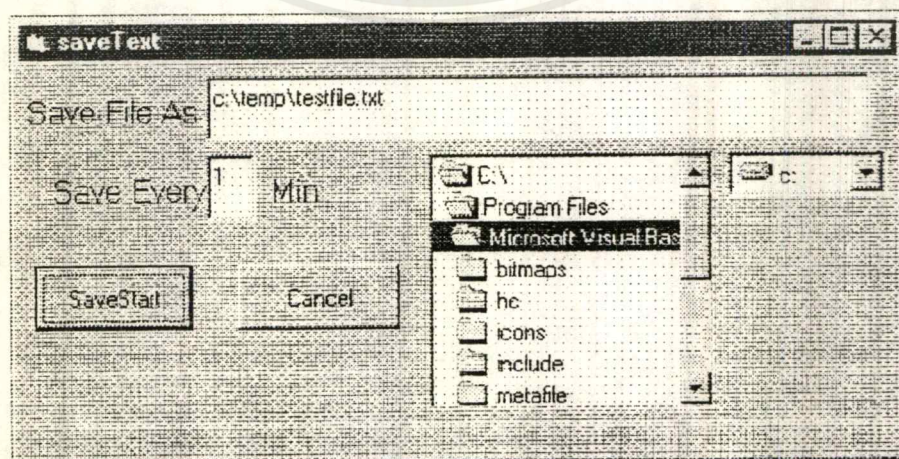 saveText
Save File As c:\temp\testfile.txt
Save Every 1 Min
C:\
Program Files
Microsoft Visual Bas
bitmaps
hc
icons
include
metafile
c:
SaveStart
Cancel